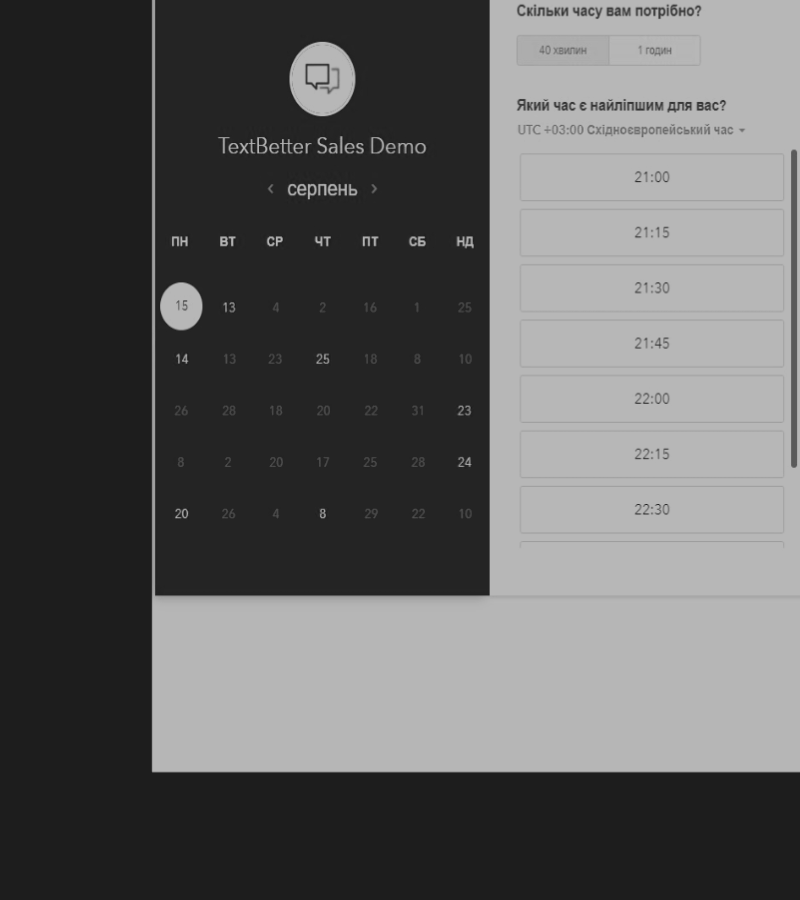 TextBetter Sales Demo
серпень
ПН ВТ СР ЧТ ПТ СБ НД
15 13 4 2 16 1 25
14 13 23 25 18 8 10
26 28 18 20 22 31 23
8 2 20 17 25 28 24
20 26 4 8 29 22 10
Скільки часу вам потрібно?
40 хвилин 1 годин
Який час є найліпшим для вас?
UTC +03:00 Східноєвропейський час
21:00
21:15
21:30
21:45
22:00
22:15
22:30